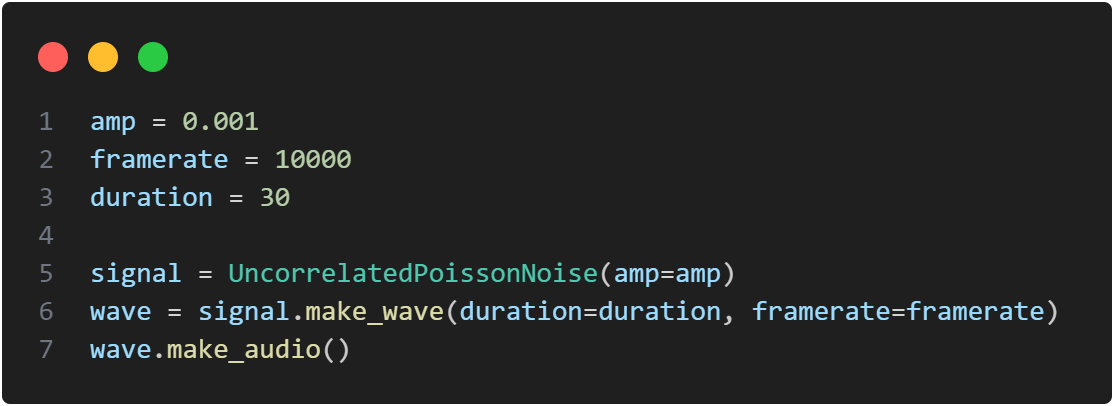 1 amp = 0.001
2 framerate = 10000
3 duration = 30
4
5 signal = UncorrelatedPoissonNoise(amp=amp)
6 wave = signal.make_wave(duration=duration, framerate=framerate)
7 wave.make_audio()